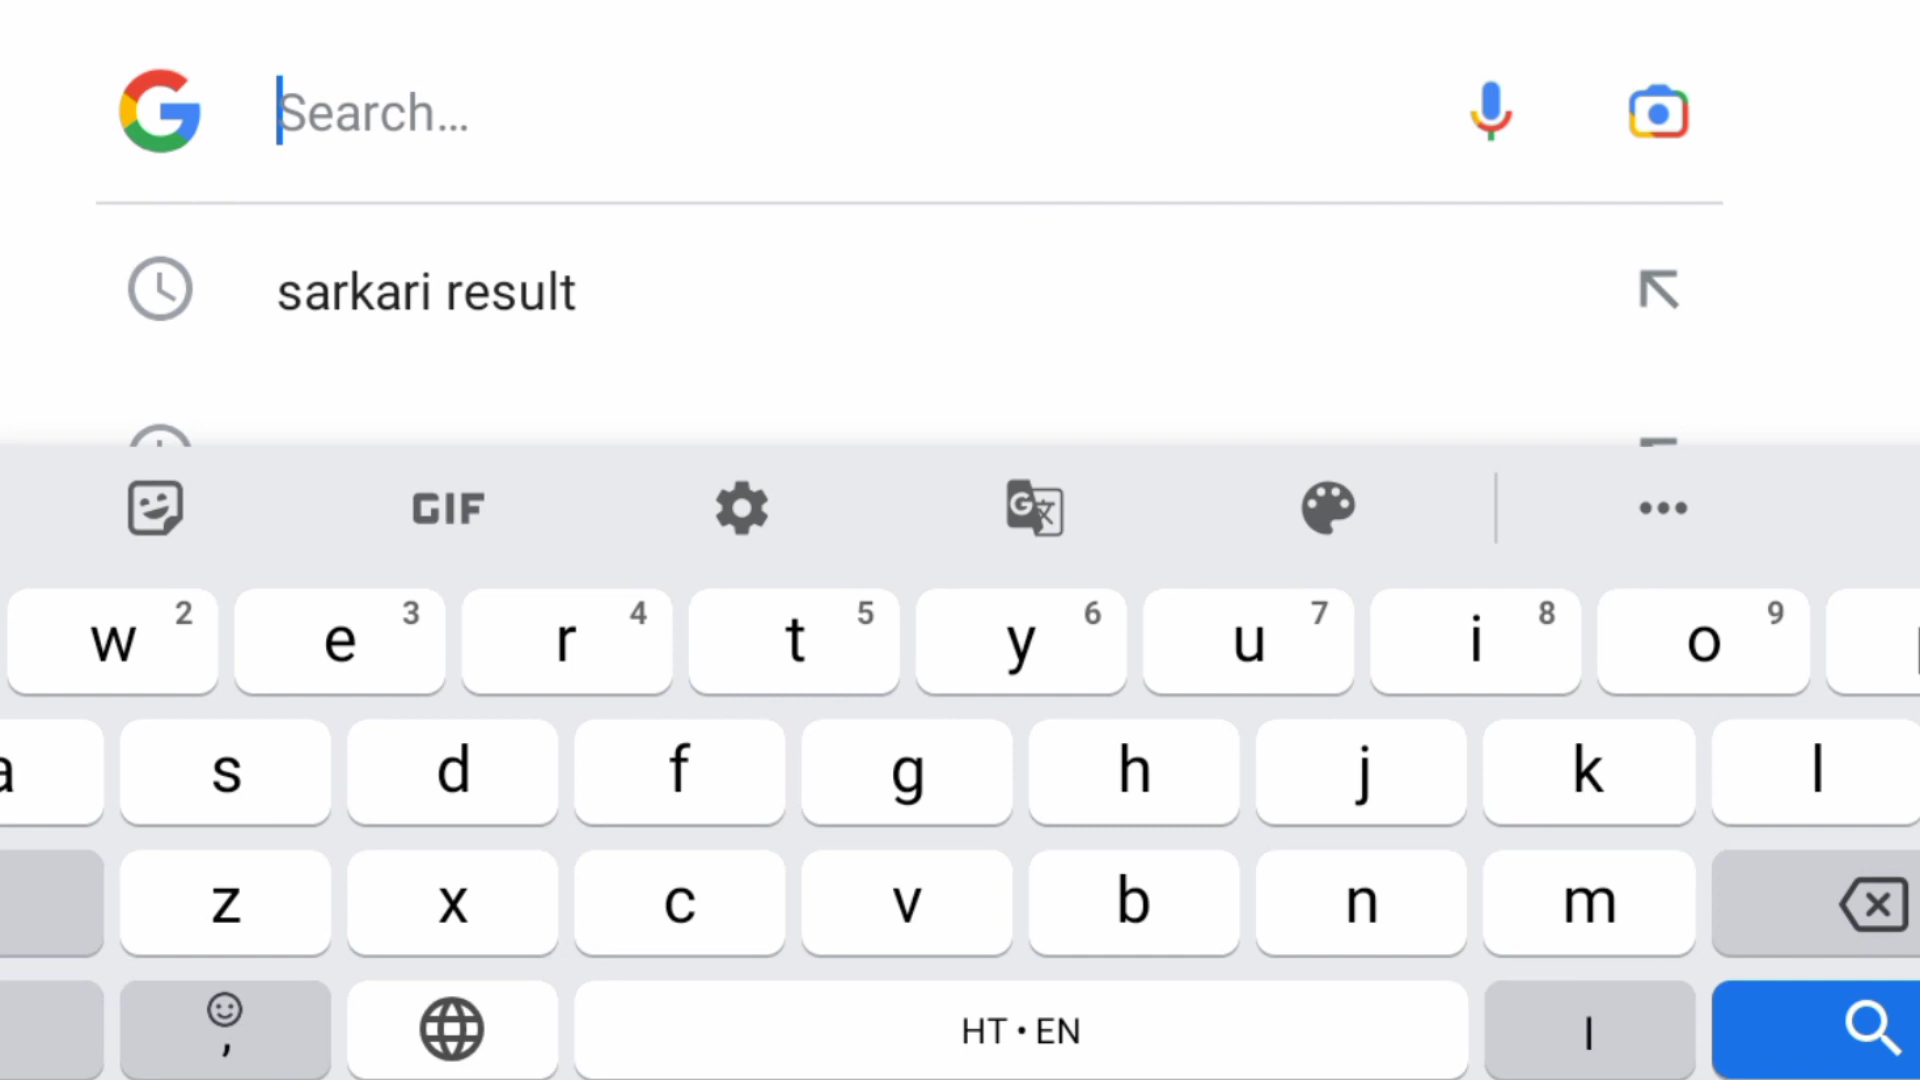 Search...
sarkari result
GIF
w 2 e 3 r 4 t 5 y 6 u 7 i 8 o 9
a s d f g h j k l
z x c v b n m
, HT • EN l